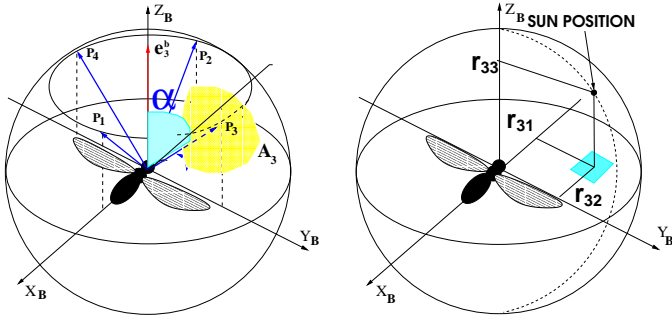 Z_B
P_4
e_3^b
P_2
α
P_1
P_3
A_3
Y_B
X_B
Z_B
SUN POSITION
r_33
r_31
r_32
Y_B
X_B